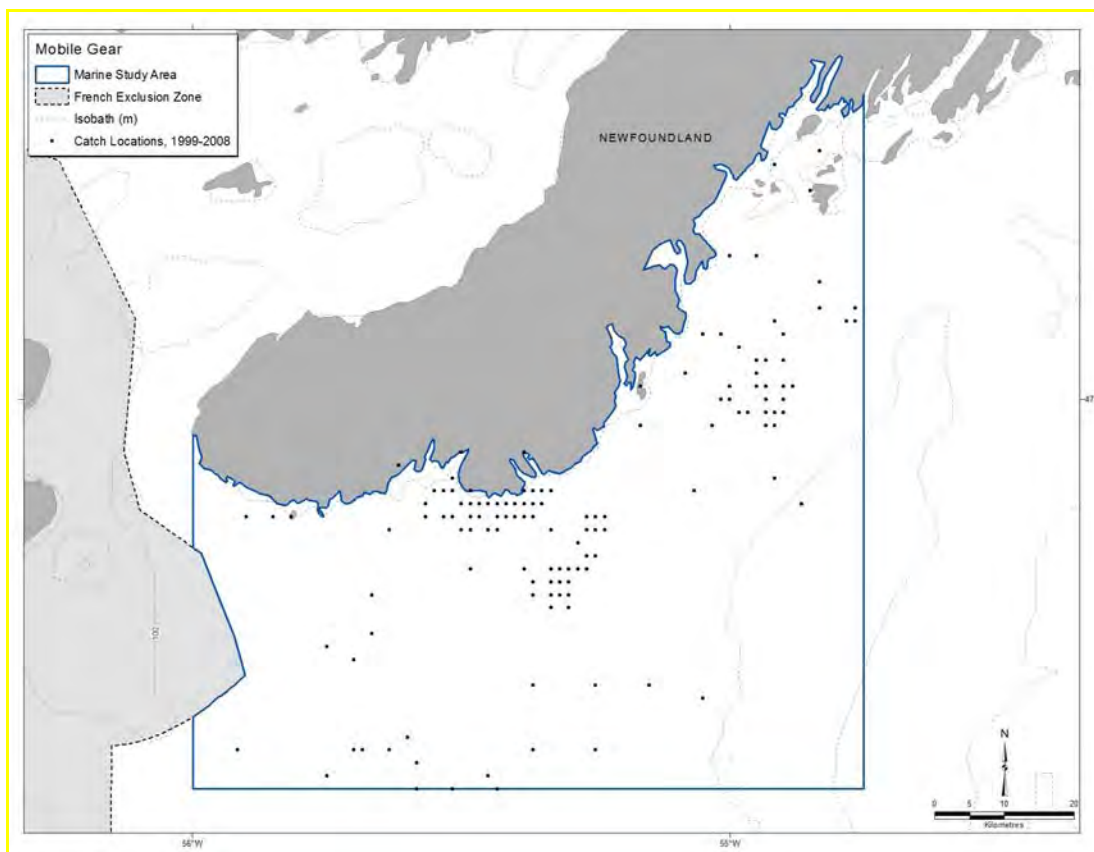 Mobile Gear
Marine Study Area
French Exclusion Zone
Isobath (m)
Catch Locations, 1999-2008
NEWFOUNDLAND
47
100
N
0 5 10 20
Kilometres
56°W
55°W